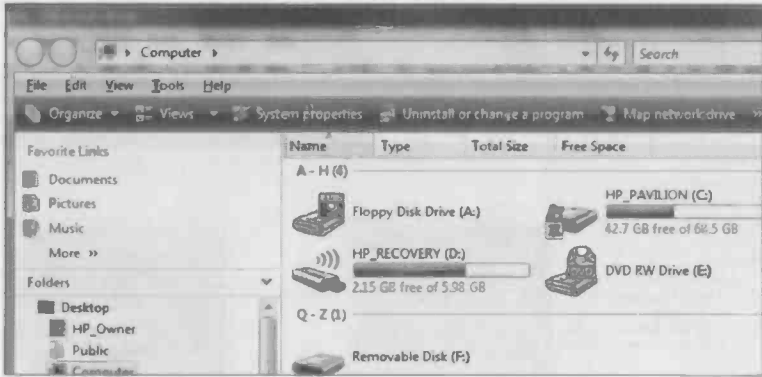 Computer
Search
File Edit View Tools Help
Organize Views System properties Uninstall or change a program Map network drive »
Favorite Links
Documents
Pictures
Music
More »
Folders
Desktop
HP_Owner
Public
Computer
Name Type Total Size Free Space
A - H (4)
Floppy Disk Drive (A:)
HP_PAVILION (C:)
42.7 GB free of 68.5 GB
HP_RECOVERY (D:)
2.15 GB free of 5.98 GB
DVD RW Drive (E:)
Q - Z (1)
Removable Disk (F:)